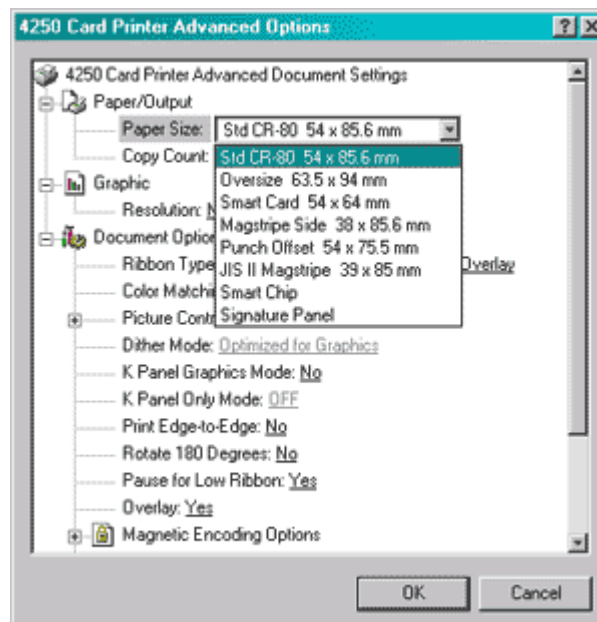 4250 Card Printer Advanced Options
4250 Card Printer Advanced Document Settings
Paper/Output
Paper Size: Std CR-80 54 x 85.6 mm
Copy Count: Std CR-80 54 x 85.6 mm
Oversize 63.5 x 94 mm
Graphic
Smart Card 54 x 64 mm
Resolution:
Magstripe Side 38 x 85.6 mm
Document Optio
Punch Offset 54 x 75.5 mm
Ribbon Type
JIS II Magstripe 39 x 85 mm
Overlay
Color Matchi
Smart Chip
Picture Contr
Signature Panel
Dither Mode: Optimized for Graphics
K Panel Graphics Mode: No
K Panel Only Mode: OFF
Print Edge-to-Edge: No
Rotate 180 Degrees: No
Pause for Low Ribbon: Yes
Overlay: Yes
Magnetic Encoding Options
OK Cancel